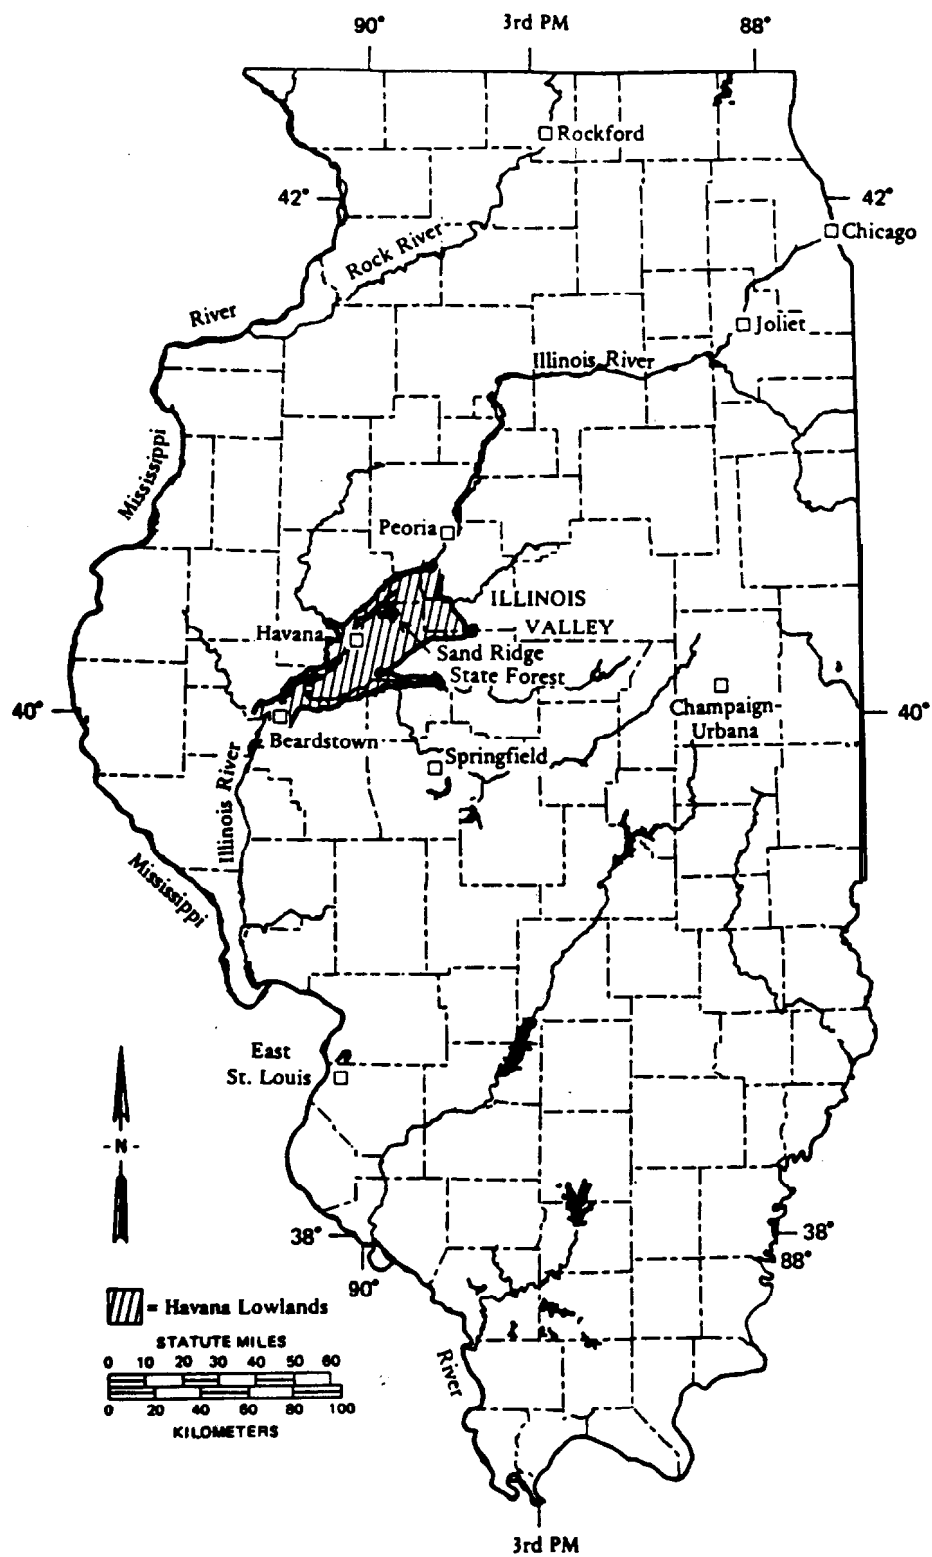 90°
3rd PM
88°
Rockford
42°
42°
Chicago
Rock River
River
Joliet
Illinois River
Mississippi
Peoria
ILLINOIS
VALLEY
Havana
Sand Ridge
State Forest
40°
40°
Champaign-
Urbana
Beardstown
Springfield
Illinois River
Mississippi
East
St. Louis
- N -
38°
38°
88°
90°
= Havana Lowlands
STATUTE MILES
0 10 20 30 40 50 60
0 20 40 60 80 100
KILOMETERS
River
3rd PM